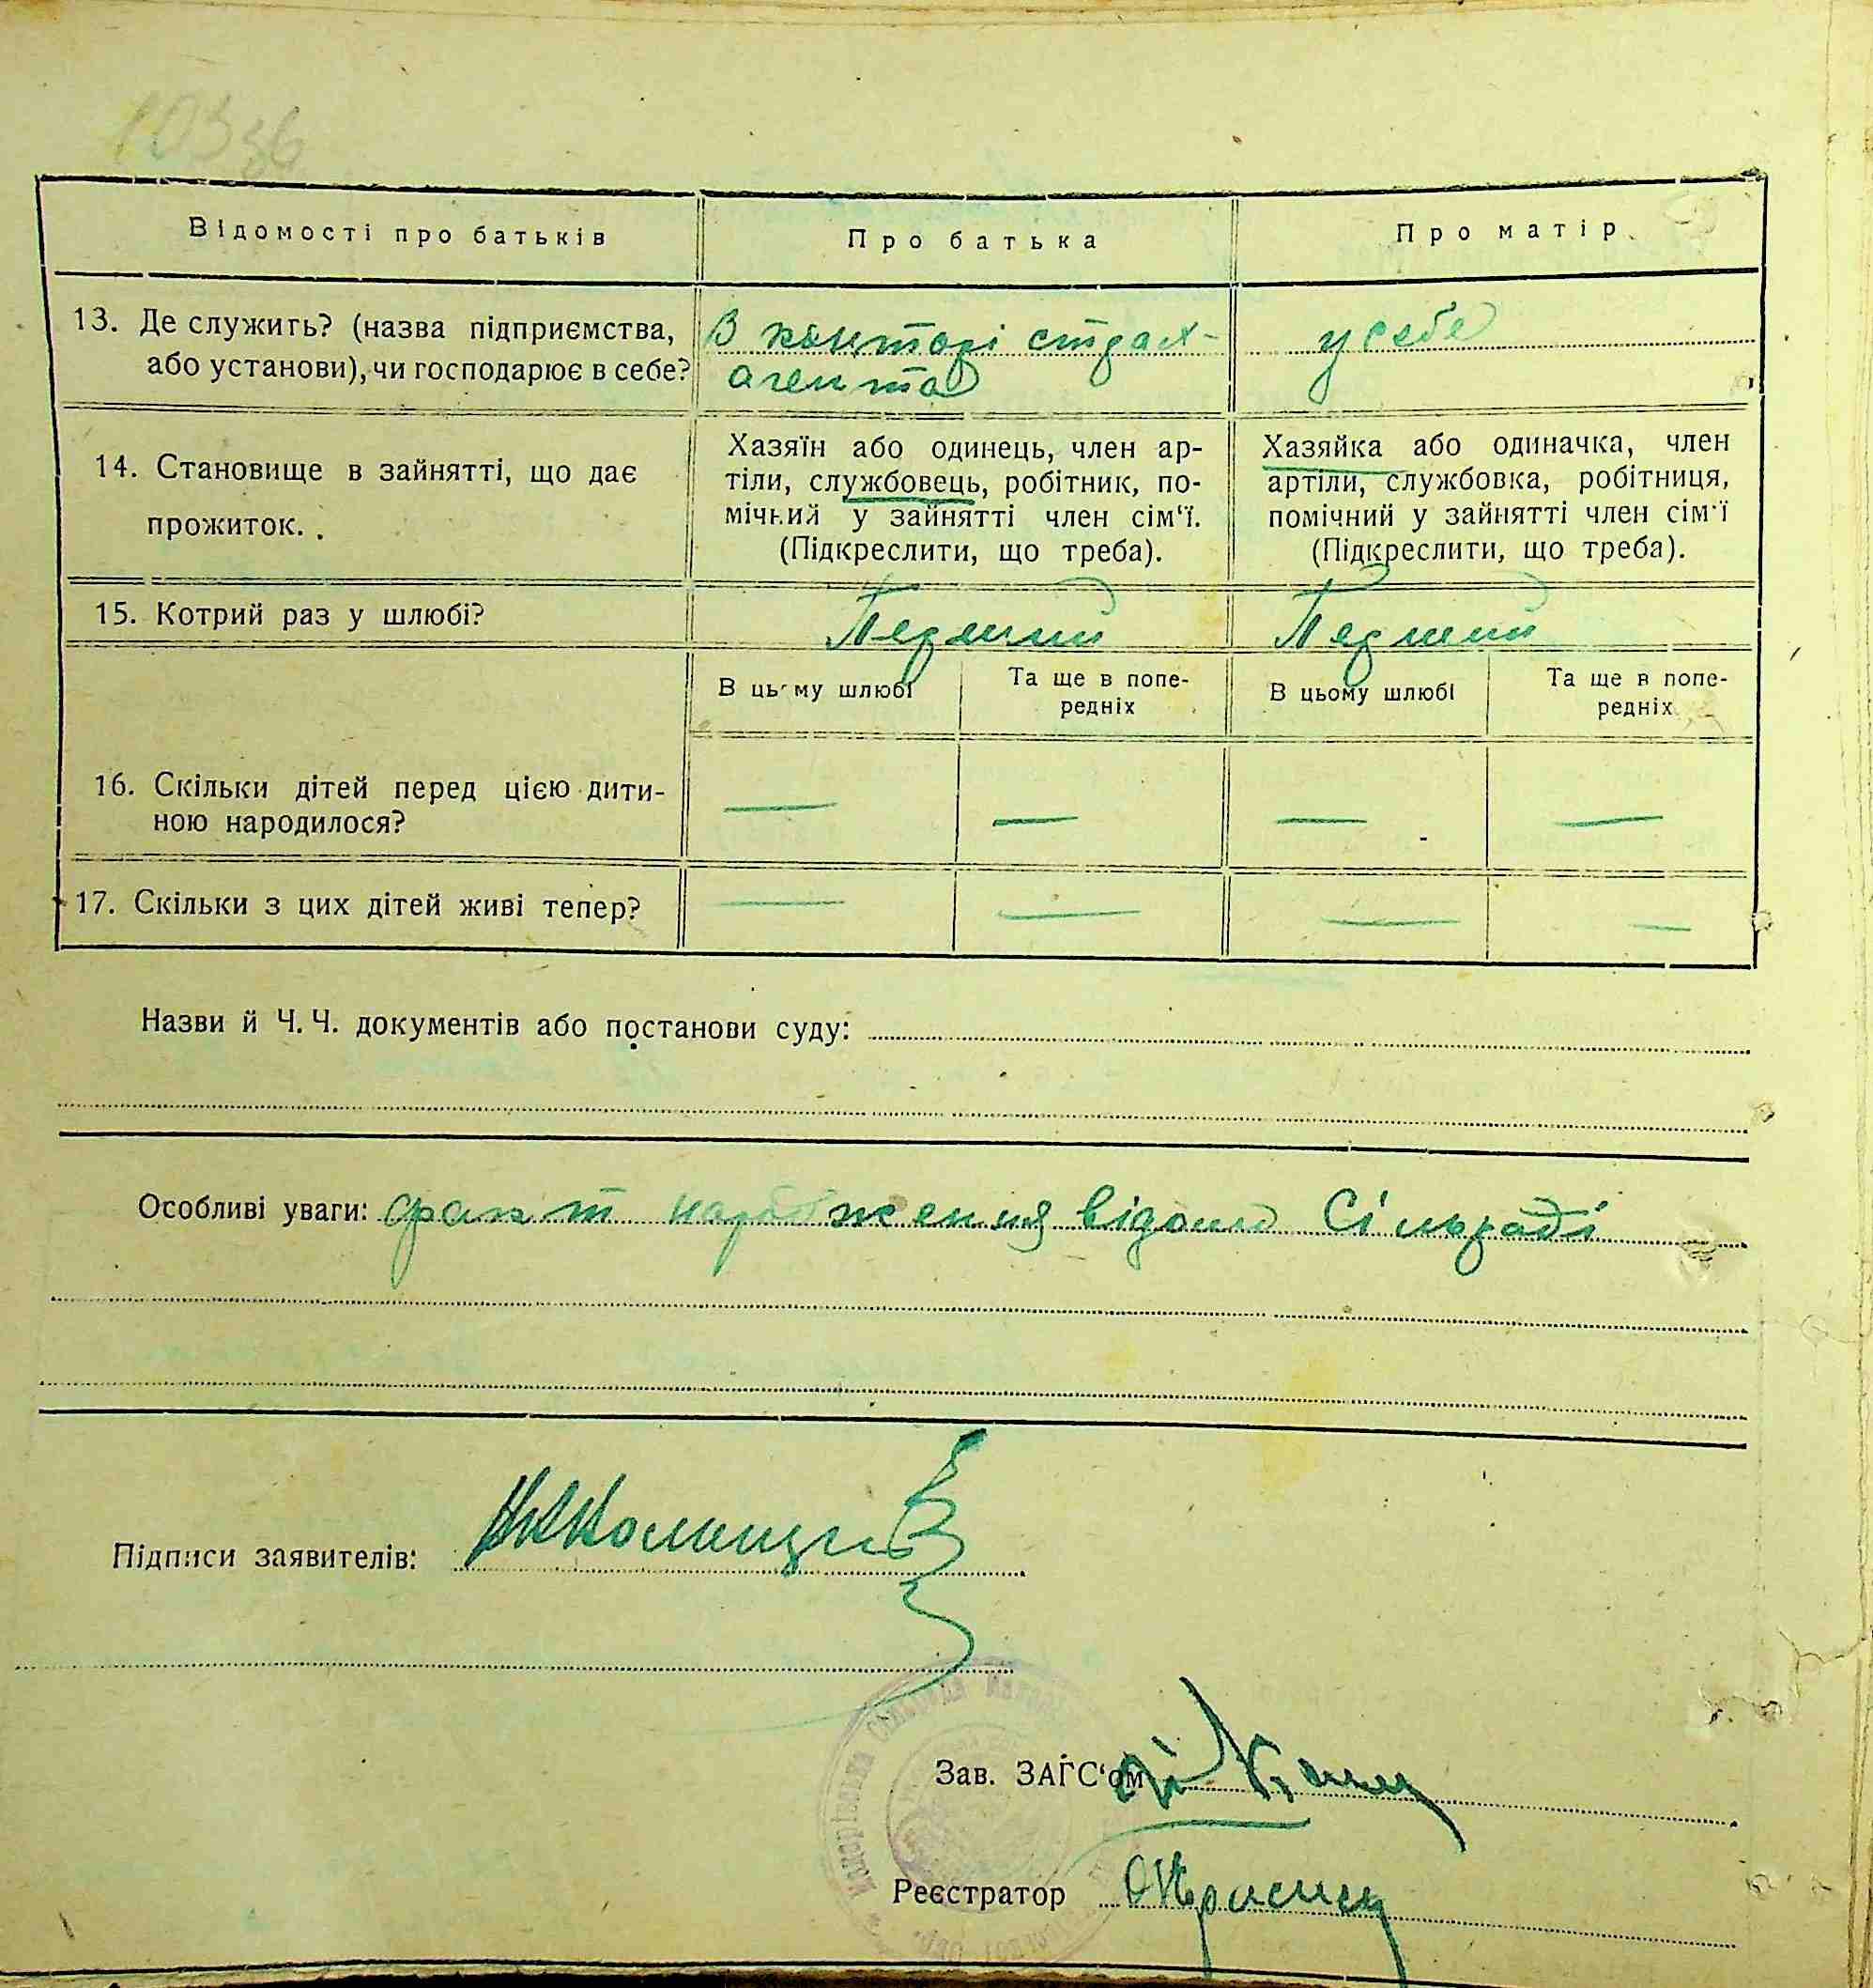 10336
Відомості про батьків
Про батька
Про матір
13. Де служить? (назва підприємства,
або установи), чи господарює в себе?
В конторі страх-
агента
у себе
14. Становище в зайнятті, що дає
прожиток. .
Хазяїн або одинець, член ар-
тіли, службовець, робітник, по-
мічний у зайнятті член сім‘ї.
(Підкреслити, що треба).
Хазяйка або одиначка, член
артіли, службовка, робітниця,
помічний у зайнятті член сім‘ї
(Підкреслити, що треба).
15. Котрий раз у шлюбі?
Перший
Перший
В цьому шлюбі
Та ще в попе-
редніх
В цьому шлюбі
Та ще в попе-
редніх
16. Скільки дітей перед цією дити-
ною народилося?
— — — —
17. Скільки з цих дітей живі тепер?
— — — —
Назви й Ч. Ч. документів або постанови суду:
Особливі уваги: факт народження відомо Сільраді
Підписи заявителів:
Зав. ЗАГС‘ом
Реєстратор